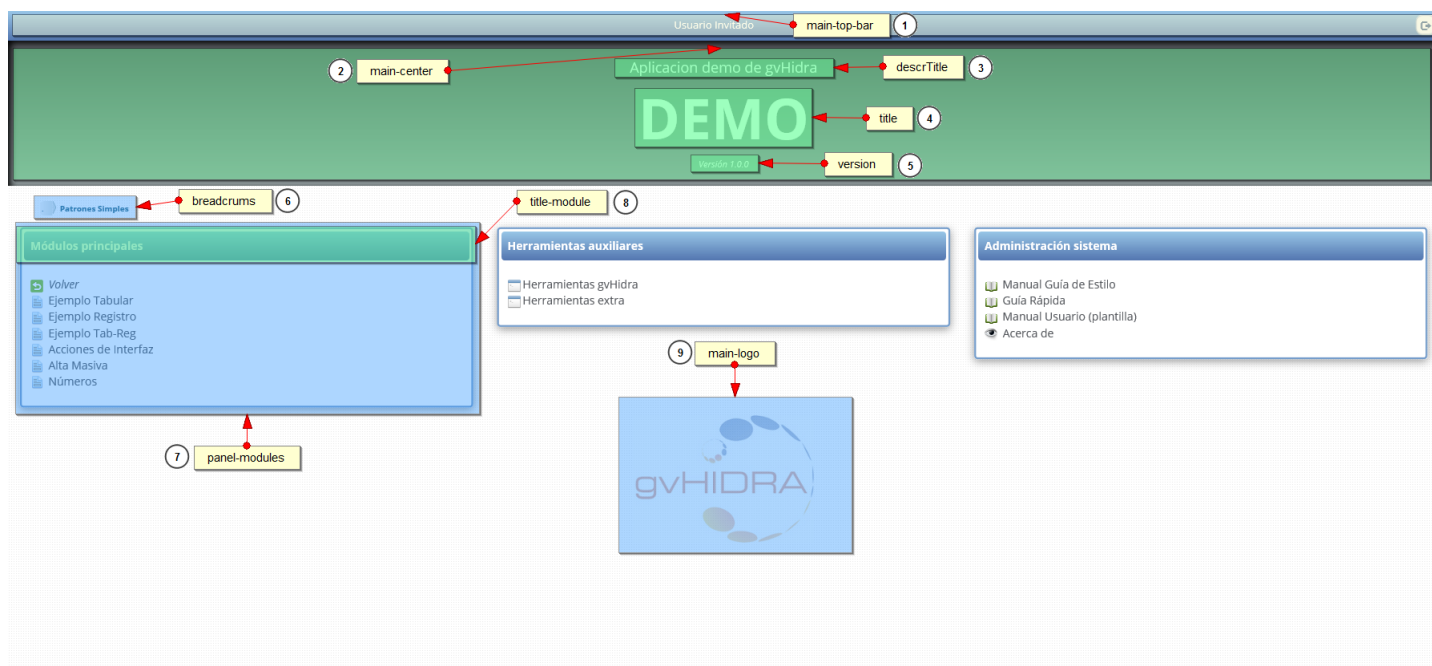 Usuario Invitado
main-top-bar
1
2
main-center
Aplicacion demo de gvHidra
descrTitle
3
DEMO
title
4
Versión 1.0.0
version
5
Patrones Simples
breadcrums
6
title-module
8
Módulos principales
Volver
Ejemplo Tabular
Ejemplo Registro
Ejemplo Tab-Reg
Acciones de Interfaz
Alta Masiva
Números
7
panel-modules
Herramientas auxiliares
Herramientas gvHidra
Herramientas extra
9
main-logo
gvHIDRA
Administración sistema
Manual Guía de Estilo
Guía Rápida
Manual Usuario (plantilla)
Acerca de